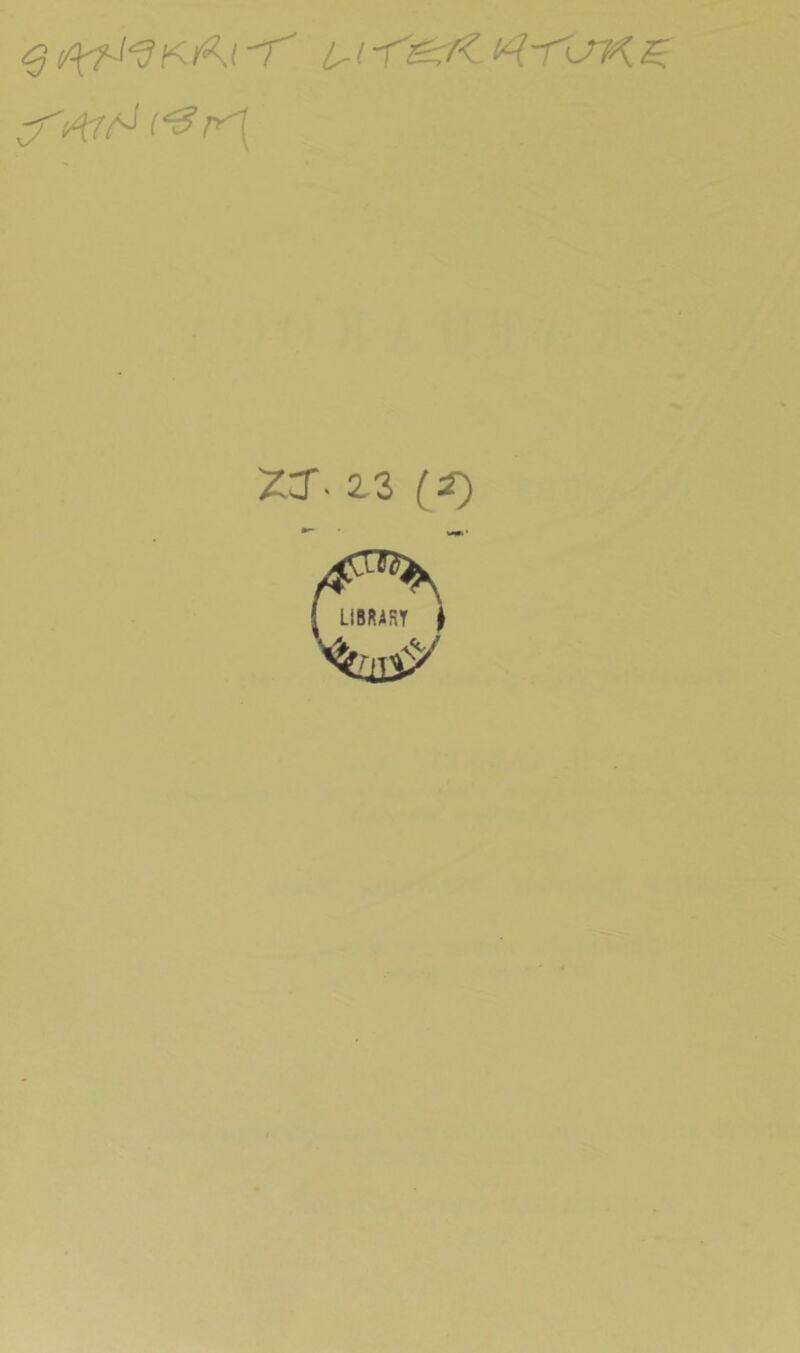 SANSKRIT LITERATURE
JAINISM
ZJ. 23 (2)
LIBRARY